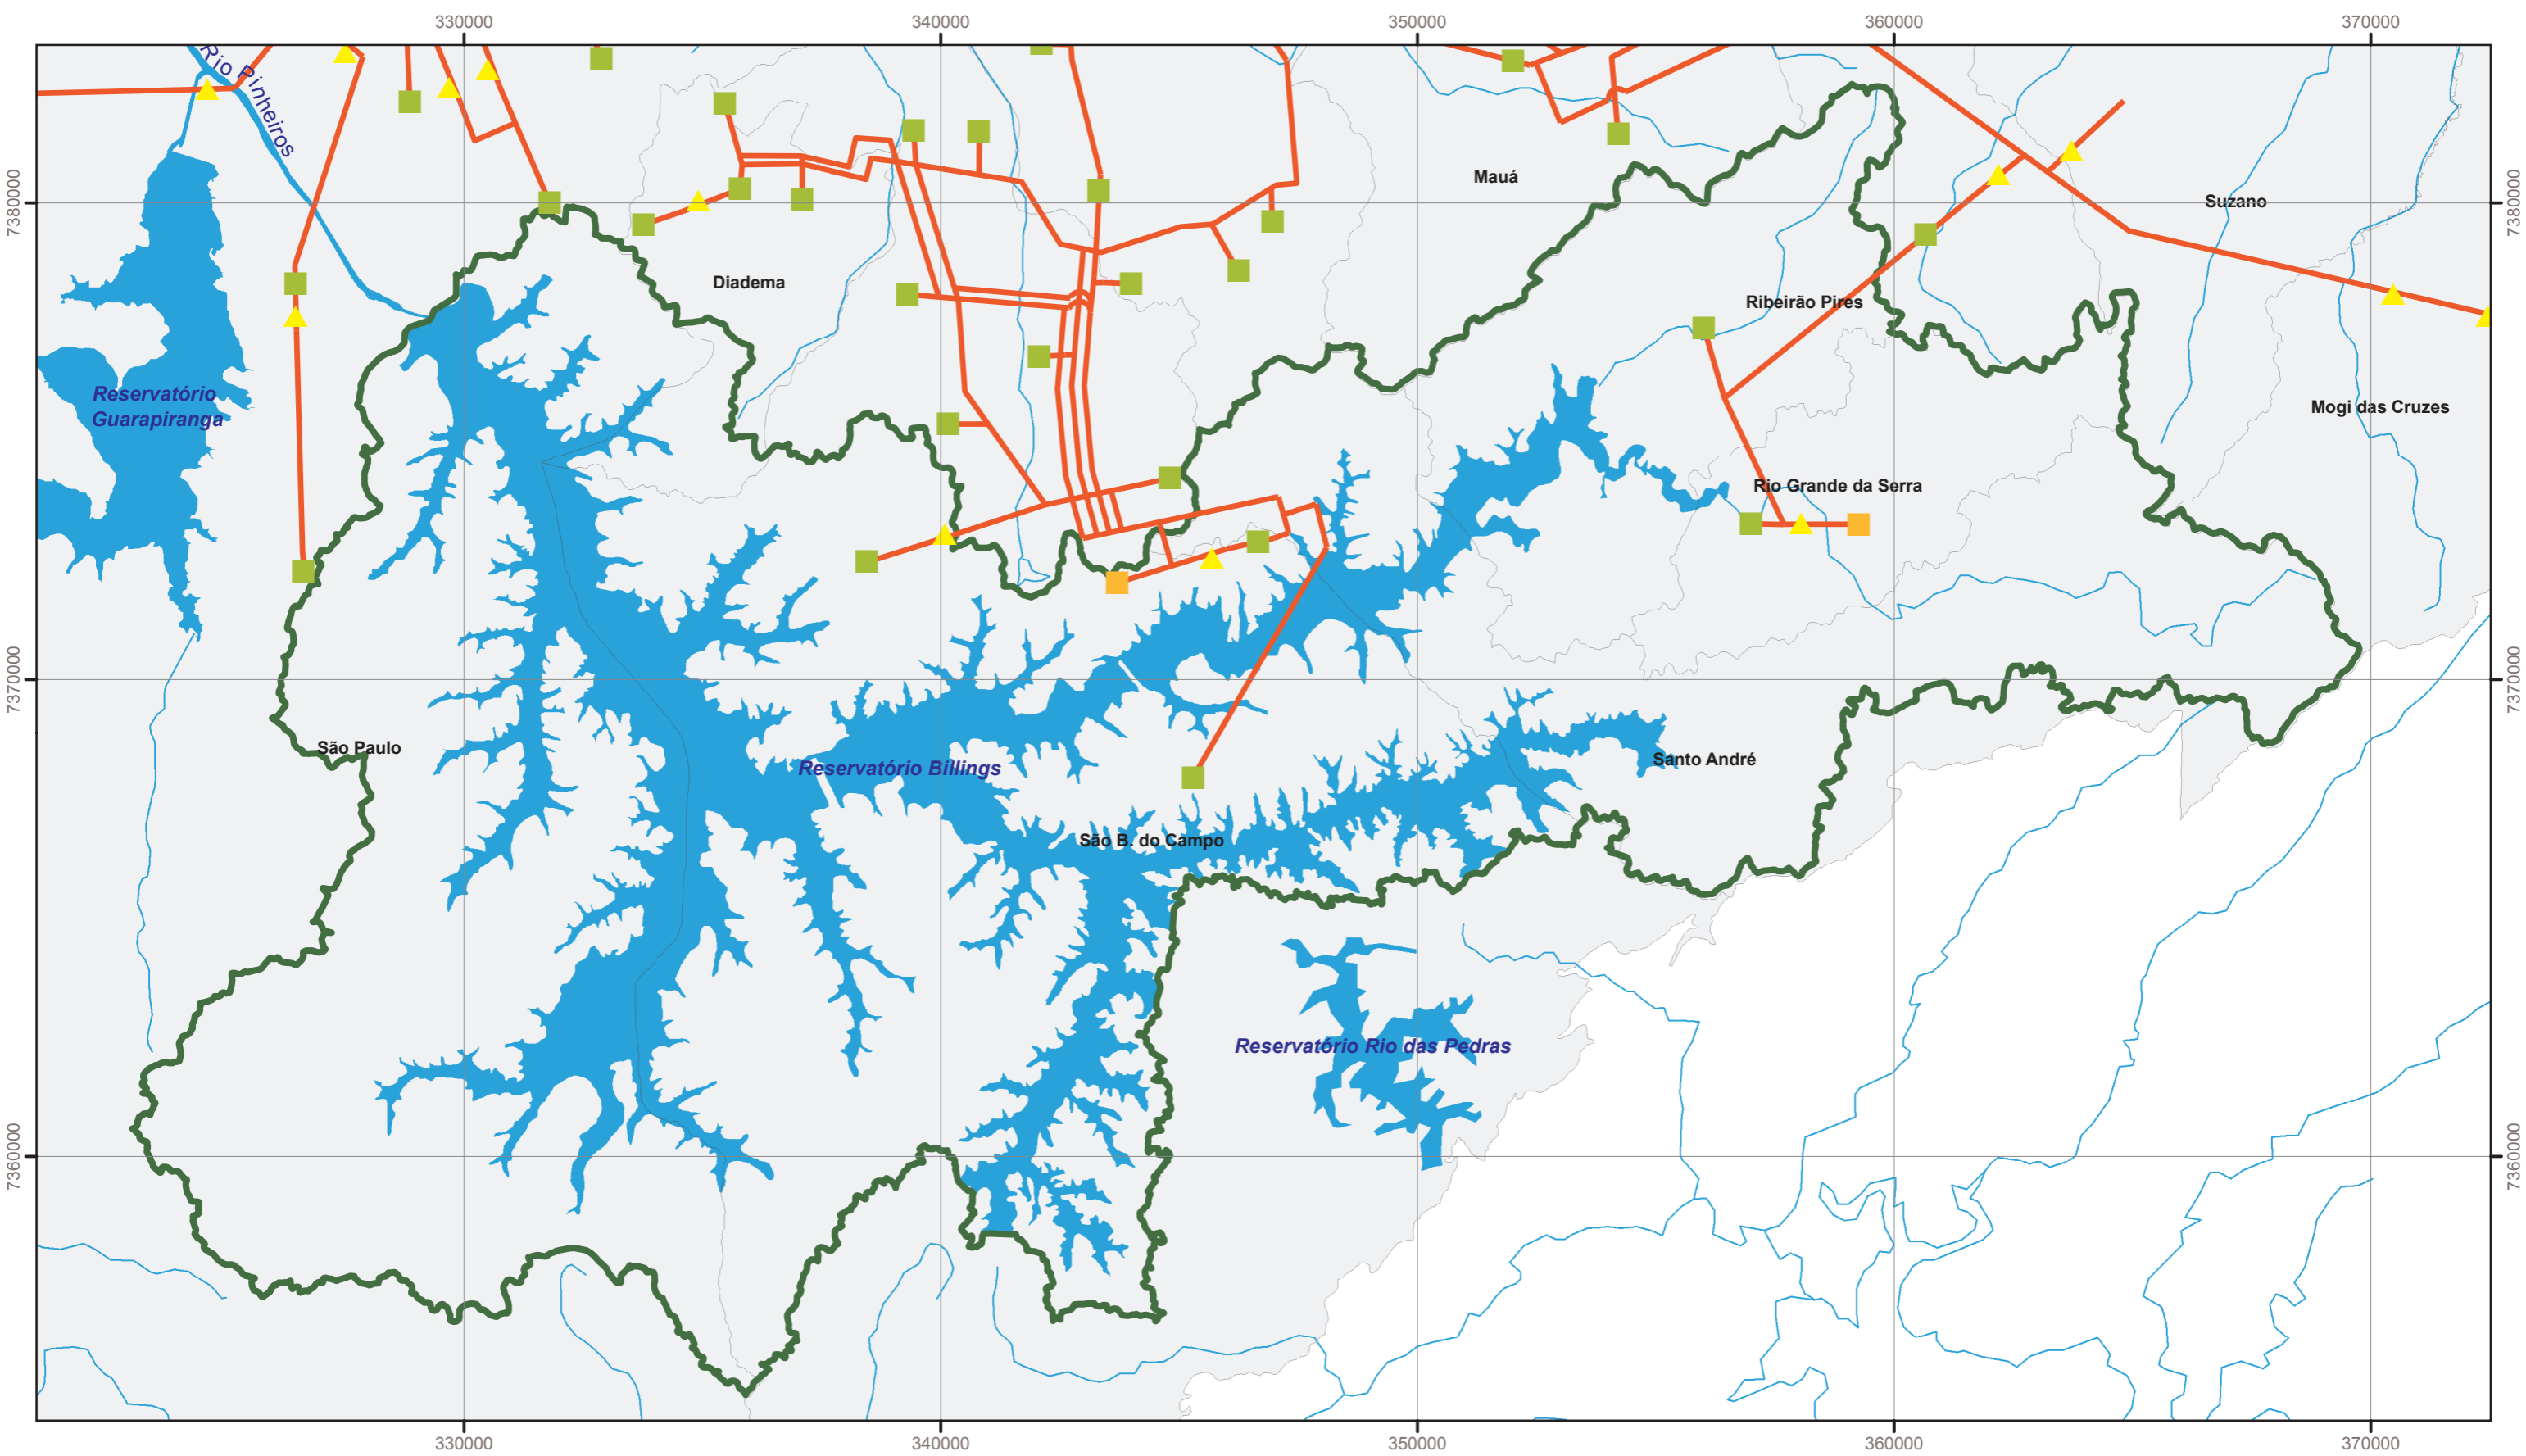 330000
340000
350000
360000
370000
Rio Pinheiros
Mauá
7380000
7380000
Suzano
Diadema
Ribeirão Pires
Reservatório
Guarapiranga
Mogi das Cruzes
Rio Grande da Serra
7370000
7370000
São Paulo
Santo André
Reservatório Billings
São B. do Campo
Reservatório Rio das Pedras
7360000
7360000
330000
340000
350000
360000
370000